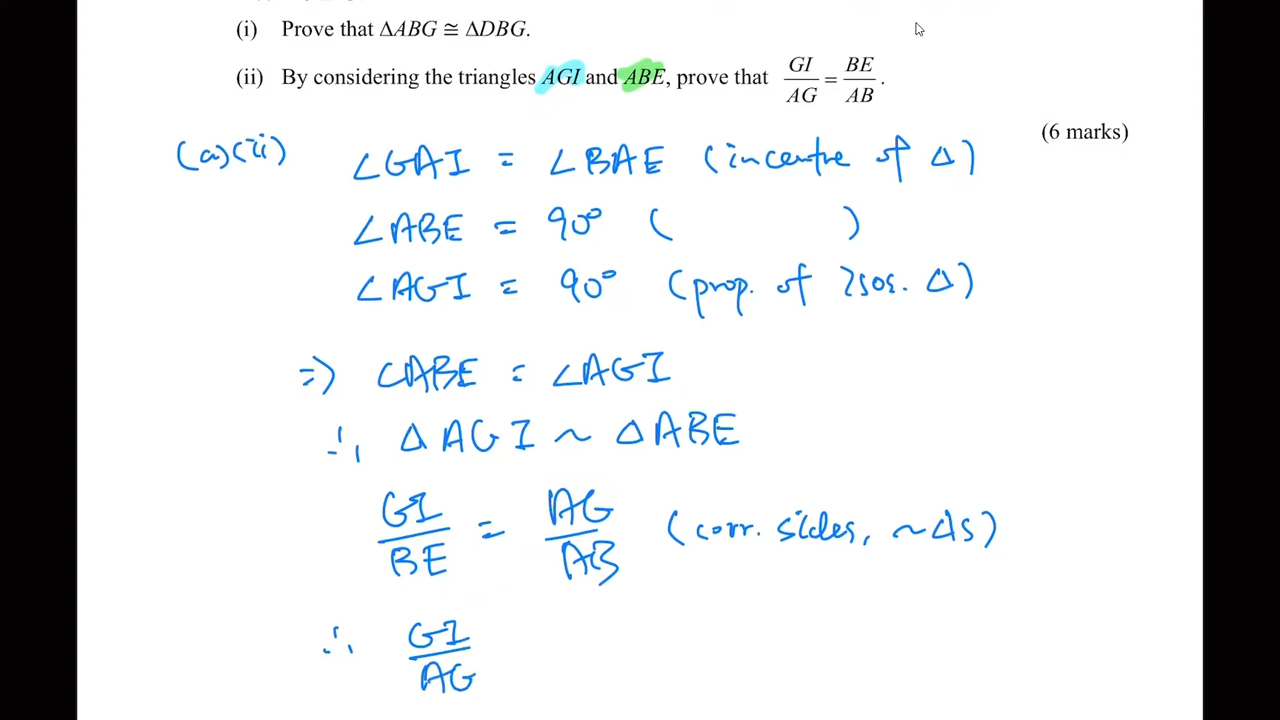 (i) Prove that ΔABG ≅ ΔDBG.
(ii) By considering the triangles AGI and ABE, prove that GI/AG = BE/AB.
(6 marks)
(a)(ii) ∠GAI = ∠BAE (incentre of Δ)
∠ABE = 90° ( )
∠AGI = 90° (prop. of isos. Δ)
=> ∠ABE = ∠AGI
∴ ΔAGI ~ ΔABE
GI/BE = AG/AB (corr. sides, ~Δs)
∴ GI/AG